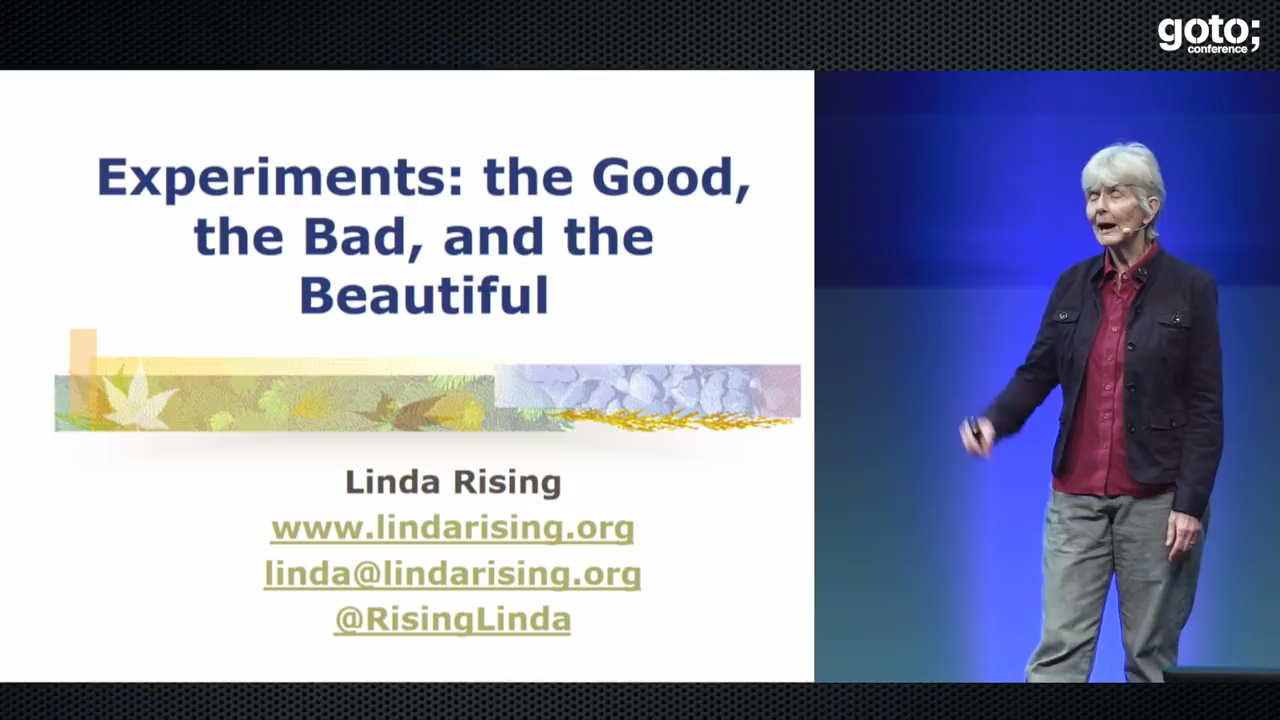 goto;
conference
Experiments: the Good,
the Bad, and the
Beautiful
Linda Rising
www.lindarising.org
linda@lindarising.org
@RisingLinda